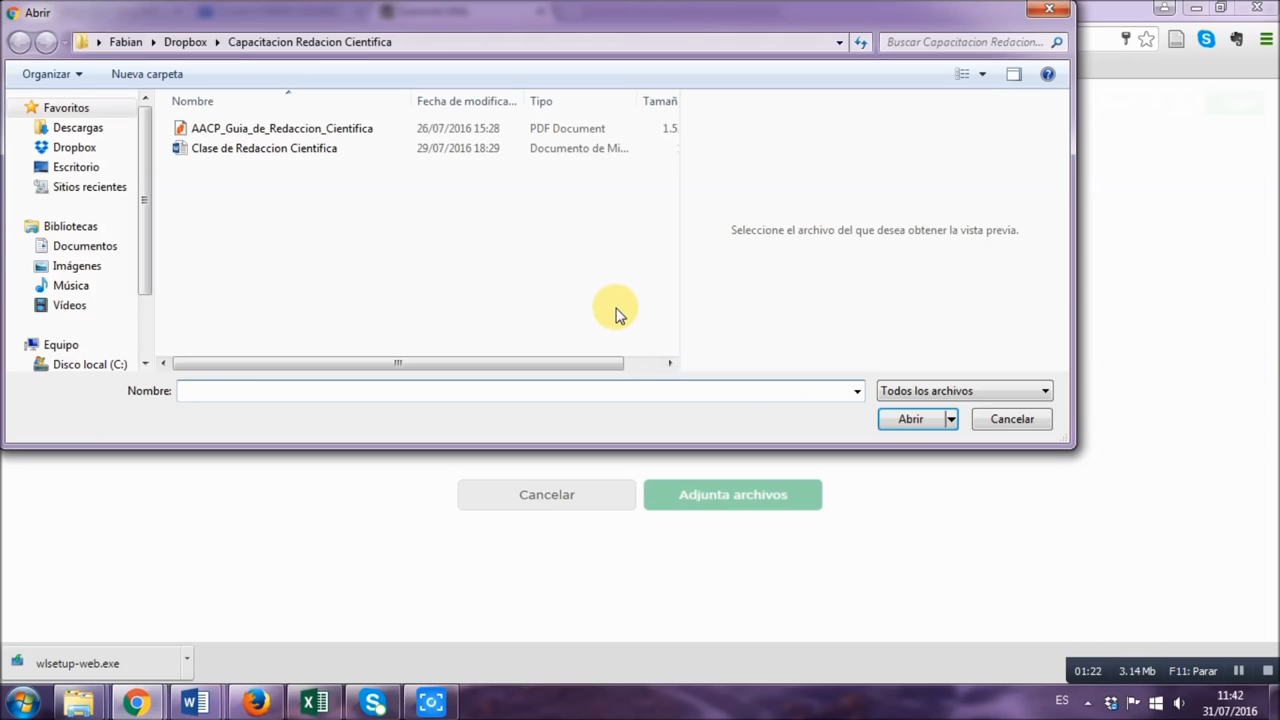 Abrir
Fabian Dropbox Capacitacion Redacion Cientifica
Buscar Capacitacion Redacion...
Organizar Nueva carpeta
Nombre Fecha de modifica... Tipo Tamañ
Favoritos
AACP_Guia_de_Redaccion_Cientifica 26/07/2016 15:28 PDF Document 1.5
Descargas
Clase de Redaccion Cientifica 29/07/2016 18:29 Documento de Mi...
Dropbox
Escritorio
Sitios recientes
Bibliotecas
Seleccione el archivo del que desea obtener la vista previa.
Documentos
Imágenes
Música
Vídeos
Equipo
Disco local (C:)
Nombre:
Todos los archivos
Abrir Cancelar
Cancelar Adjunta archivos
wlsetup-web.exe
01:22 3.14 Mb F11: Parar
ES
11:42
31/07/2016